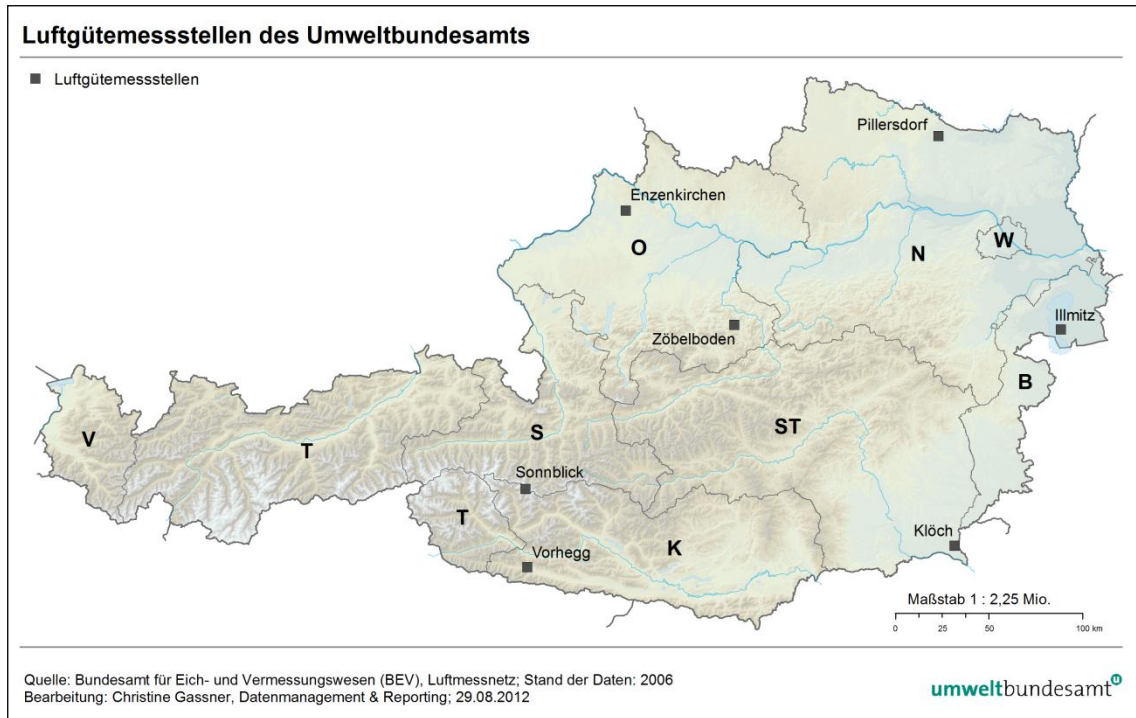 Luftgütemessstellen des Umweltbundesamts
Luftgütemessstellen
Pillersdorf
Enzenkirchen
O
N
W
Illmitz
Zöbelboden
B
V
T
S
ST
Sonnblick
T
K
Klöch
Vorhegg
Maßstab 1 : 2,25 Mio.
0 25 50 100 km
Quelle: Bundesamt für Eich- und Vermessungswesen (BEV), Luftmessnetz; Stand der Daten: 2006
Bearbeitung: Christine Gassner, Datenmanagement & Reporting; 29.08.2012
umweltbundesamt u